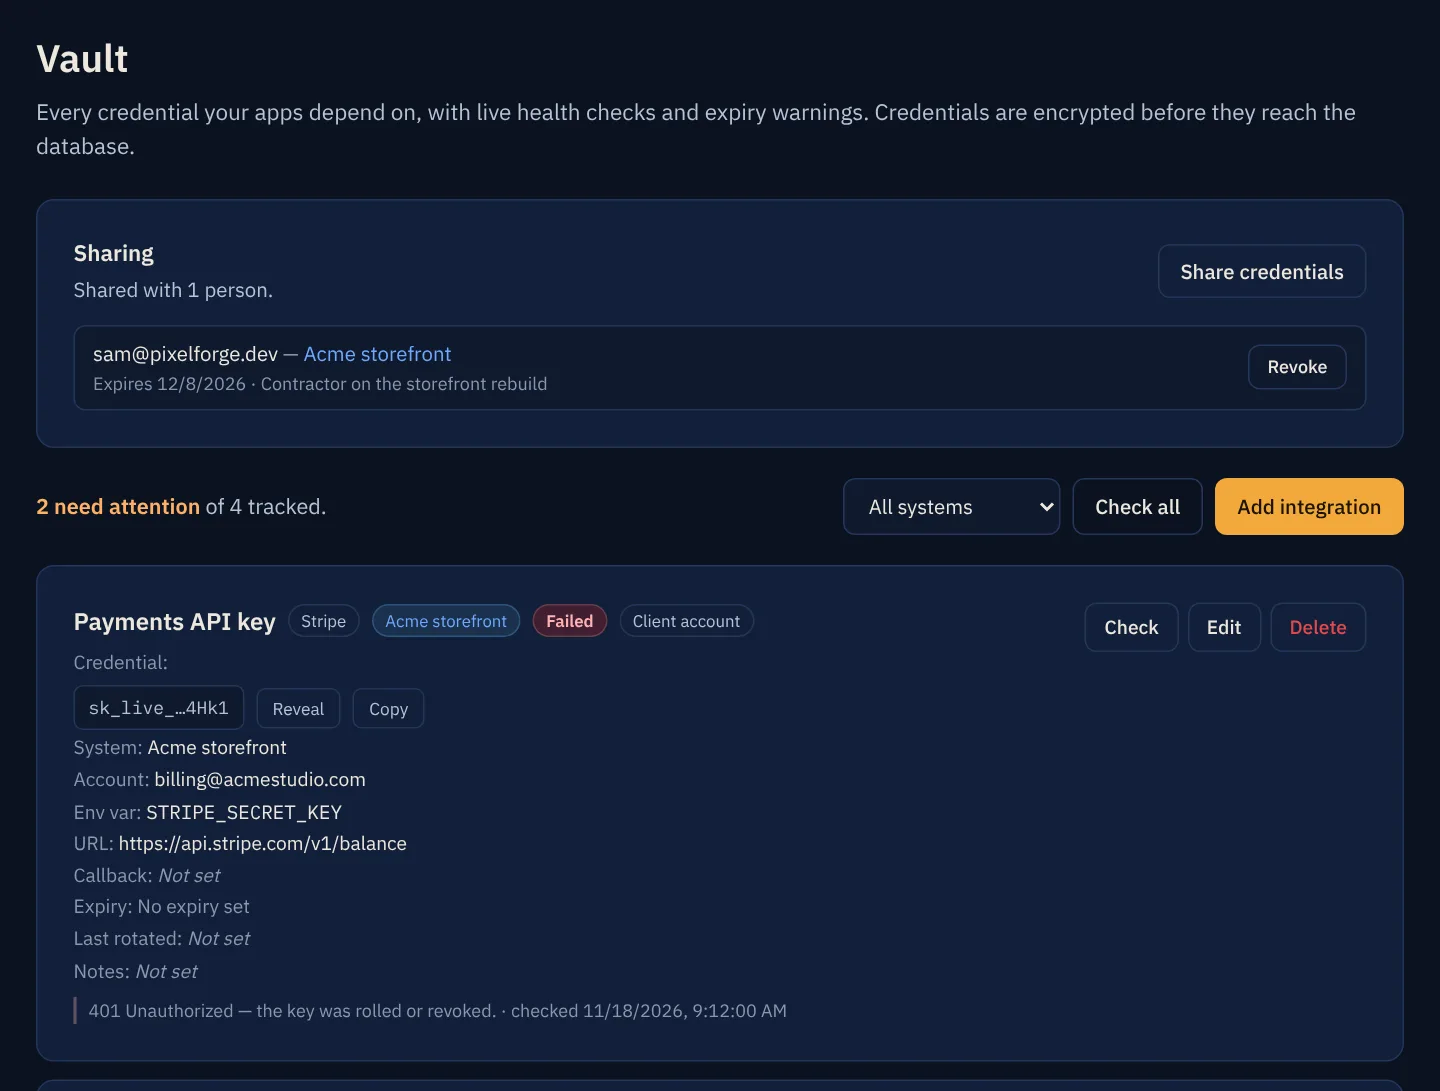 Vault
Every credential your apps depend on, with live health checks and expiry warnings. Credentials are encrypted before they reach the
database.
Sharing
Shared with 1 person.
Share credentials
sam@pixelforge.dev — Acme storefront
Expires 12/8/2026 · Contractor on the storefront rebuild
Revoke
2 need attention of 4 tracked.
All systems
Check all
Add integration
Payments API key
Stripe
Acme storefront
Failed
Client account
Check
Edit
Delete
Credential:
sk_live_…4Hk1
Reveal
Copy
System: Acme storefront
Account: billing@acmestudio.com
Env var: STRIPE_SECRET_KEY
URL: https://api.stripe.com/v1/balance
Callback: Not set
Expiry: No expiry set
Last rotated: Not set
Notes: Not set
401 Unauthorized — the key was rolled or revoked. · checked 11/18/2026, 9:12:00 AM